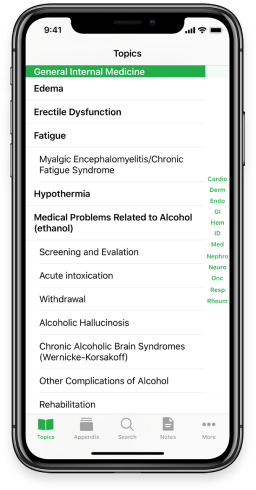 9:41
Topics
General Internal Medicine
Edema
Erectile Dysfunction
Fatigue
Myalgic Encephalomyelitis/Chronic
Fatigue Syndrome
Hypothermia
Medical Problems Related to Alcohol
(ethanol)
Screening and Evalation
Acute intoxication
Withdrawal
Alcoholic Hallucinosis
Chronic Alcoholic Brain Syndromes
(Wernicke-Korsakoff)
Other Complications of Alcohol
Rehabilitation
Cardio
Derm
Endo
GI
Hem
ID
Med
Nephro
Neuro
Onc
Resp
Rheum
Topics
Appendix
Search
Notes
More